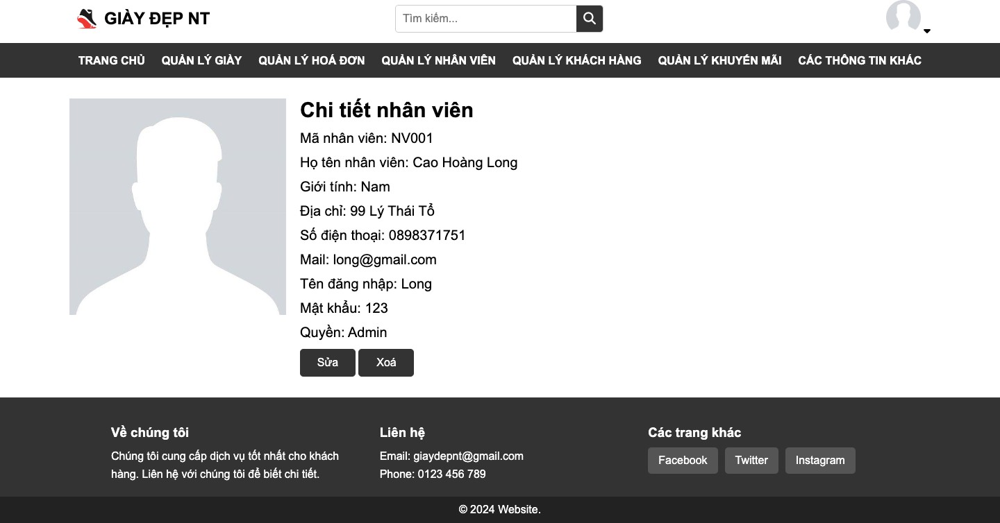 GIÀY ĐẸP NT
Tìm kiếm...
TRANG CHỦ QUẢN LÝ GIÀY QUẢN LÝ HOÁ ĐƠN QUẢN LÝ NHÂN VIÊN QUẢN LÝ KHÁCH HÀNG QUẢN LÝ KHUYẾN MÃI CÁC THÔNG TIN KHÁC
Chi tiết nhân viên
Mã nhân viên: NV001
Họ tên nhân viên: Cao Hoàng Long
Giới tính: Nam
Địa chỉ: 99 Lý Thái Tổ
Số điện thoại: 0898371751
Mail: long@gmail.com
Tên đăng nhập: Long
Mật khẩu: 123
Quyền: Admin
Sửa Xoá
Về chúng tôi
Chúng tôi cung cấp dịch vụ tốt nhất cho khách
hàng. Liên hệ với chúng tôi để biết chi tiết.
Liên hệ
Email: giaydepnt@gmail.com
Phone: 0123 456 789
Các trang khác
Facebook Twitter Instagram
© 2024 Website.